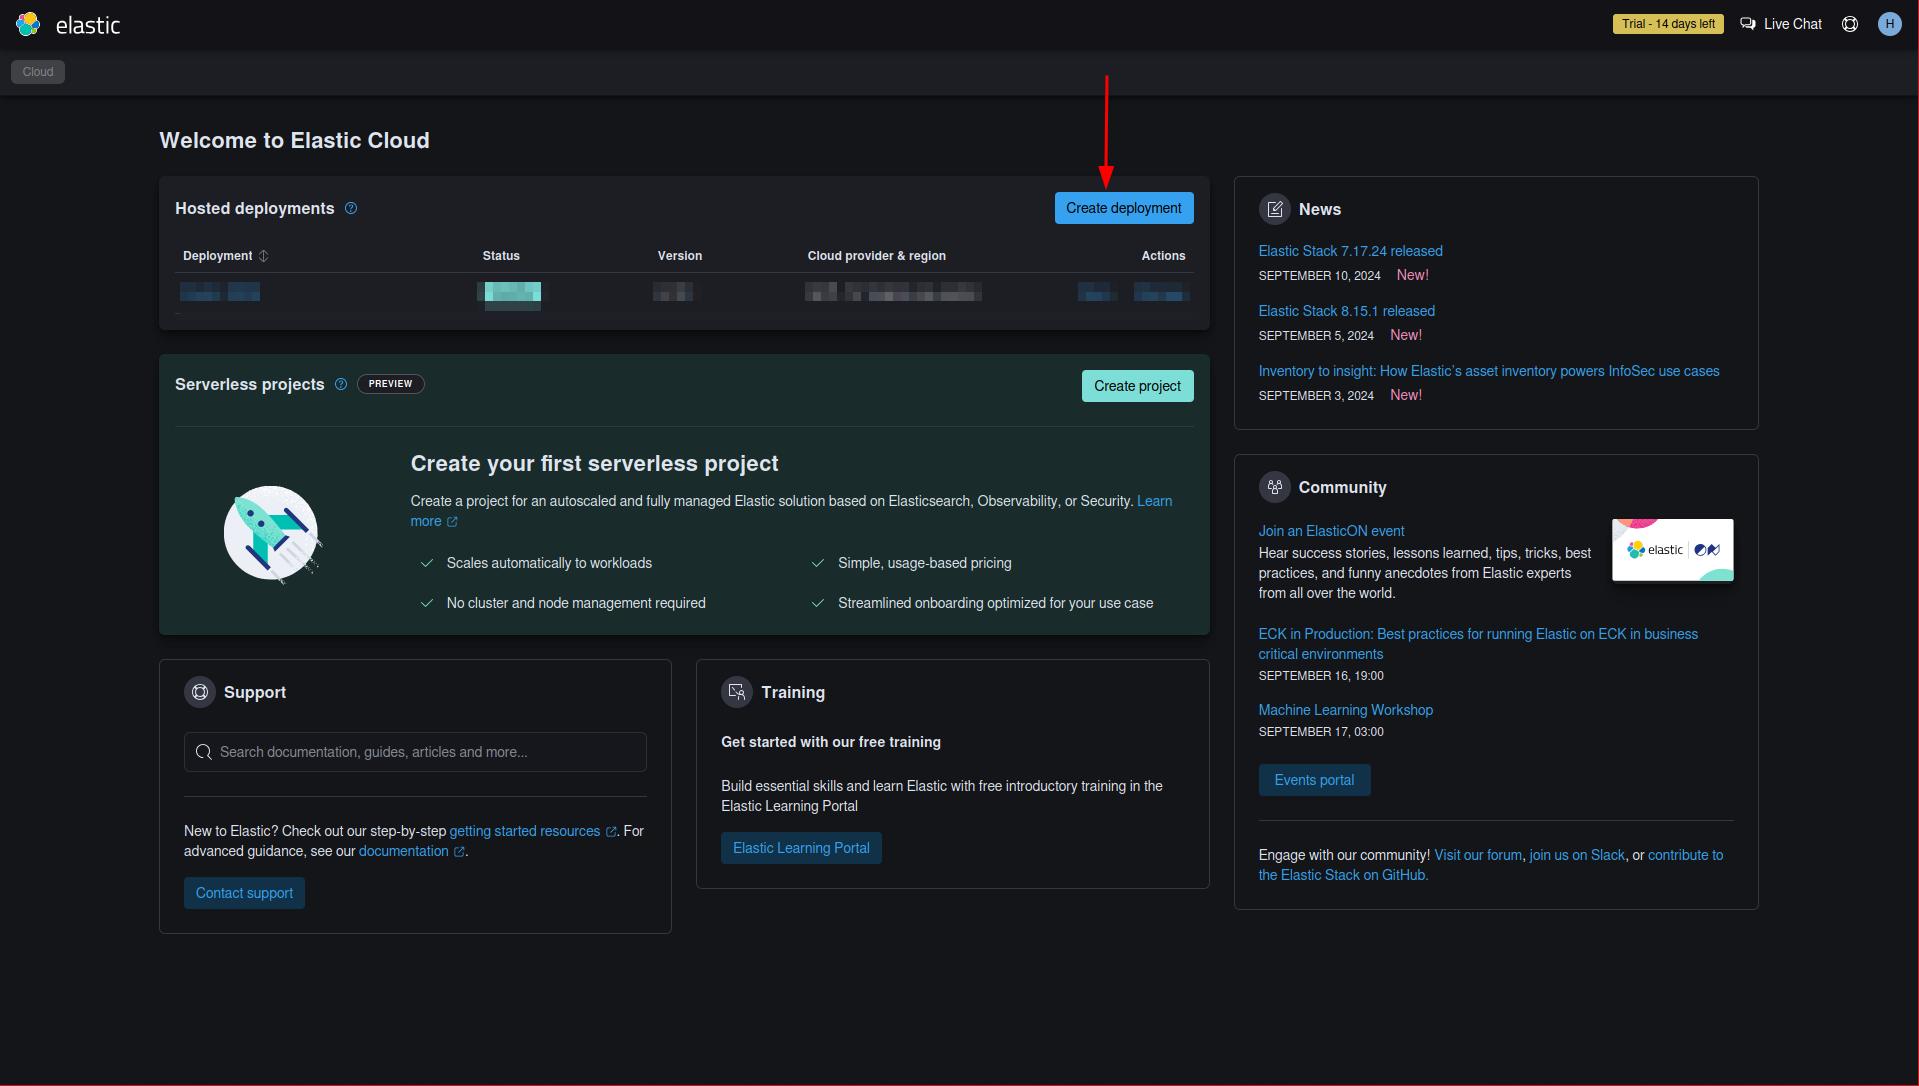 elastic
Trial - 14 days left
Live Chat
H
Cloud
Welcome to Elastic Cloud
Hosted deployments
Create deployment
Deployment Status Version Cloud provider & region Actions
Serverless projects PREVIEW
Create project
Create your first serverless project
Create a project for an autoscaled and fully managed Elastic solution based on Elasticsearch, Observability, or Security. Learn
more
Scales automatically to workloads
Simple, usage-based pricing
No cluster and node management required
Streamlined onboarding optimized for your use case
Support
Search documentation, guides, articles and more...
New to Elastic? Check out our step-by-step getting started resources. For
advanced guidance, see our documentation.
Contact support
Training
Get started with our free training
Build essential skills and learn Elastic with free introductory training in the
Elastic Learning Portal
Elastic Learning Portal
News
Elastic Stack 7.17.24 released
SEPTEMBER 10, 2024 New!
Elastic Stack 8.15.1 released
SEPTEMBER 5, 2024 New!
Inventory to insight: How Elastic's asset inventory powers InfoSec use cases
SEPTEMBER 3, 2024 New!
Community
Join an ElasticON event
Hear success stories, lessons learned, tips, tricks, best
practices, and funny anecdotes from Elastic experts
from all over the world.
elastic ON
ECK in Production: Best practices for running Elastic on ECK in business
critical environments
SEPTEMBER 16, 19:00
Machine Learning Workshop
SEPTEMBER 17, 03:00
Events portal
Engage with our community! Visit our forum, join us on Slack, or contribute to
the Elastic Stack on GitHub.